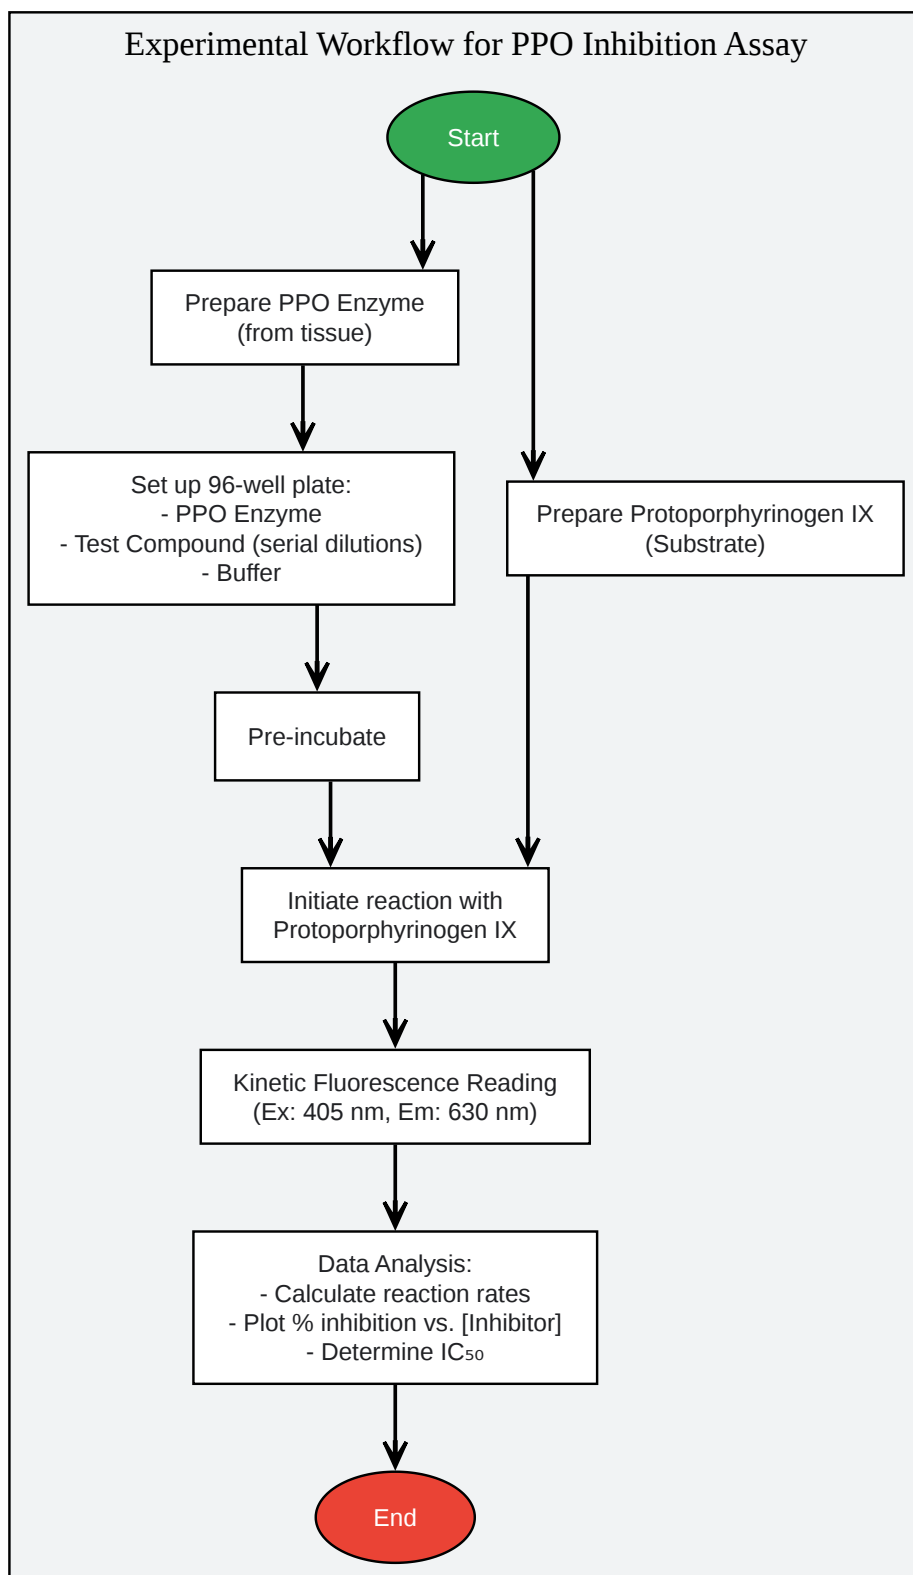 Experimental Workflow for PPO Inhibition Assay
Start
Prepare PPO Enzyme
(from tissue)
Set up 96-well plate:
- PPO Enzyme
- Test Compound (serial dilutions)
- Buffer
Prepare Protoporphyrinogen IX
(Substrate)
Pre-incubate
Initiate reaction with
Protoporphyrinogen IX
Kinetic Fluorescence Reading
(Ex: 405 nm, Em: 630 nm)
Data Analysis:
- Calculate reaction rates
- Plot % inhibition vs. [Inhibitor]
- Determine IC₅₀
End